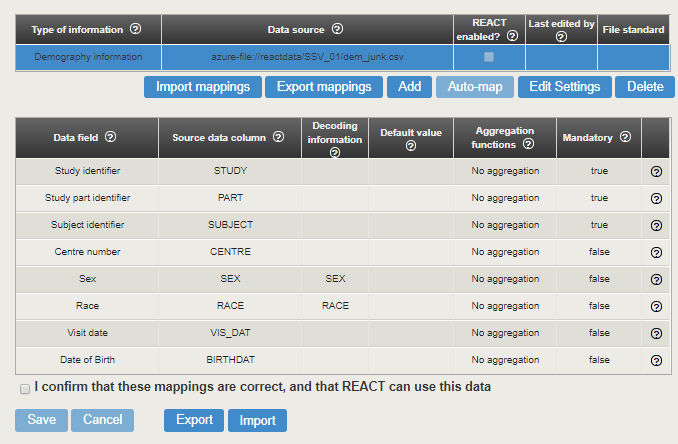 Type of information ? Data source ? REACT enabled? ? Last edited by ? File standard
Demography information azure-file://reactdata/SSV_01/dem_junk.csv
Import mappings Export mappings Add Auto-map Edit Settings Delete
Data field ? Source data column ? Decoding information ? Default value ? Aggregation functions ? Mandatory ?
Study identifier STUDY No aggregation true ?
Study part identifier PART No aggregation true ?
Subject identifier SUBJECT No aggregation true ?
Centre number CENTRE No aggregation false ?
Sex SEX SEX No aggregation false ?
Race RACE RACE No aggregation false ?
Visit date VIS_DAT No aggregation false ?
Date of Birth BIRTHDAT No aggregation false ?
I confirm that these mappings are correct, and that REACT can use this data
Save Cancel Export Import